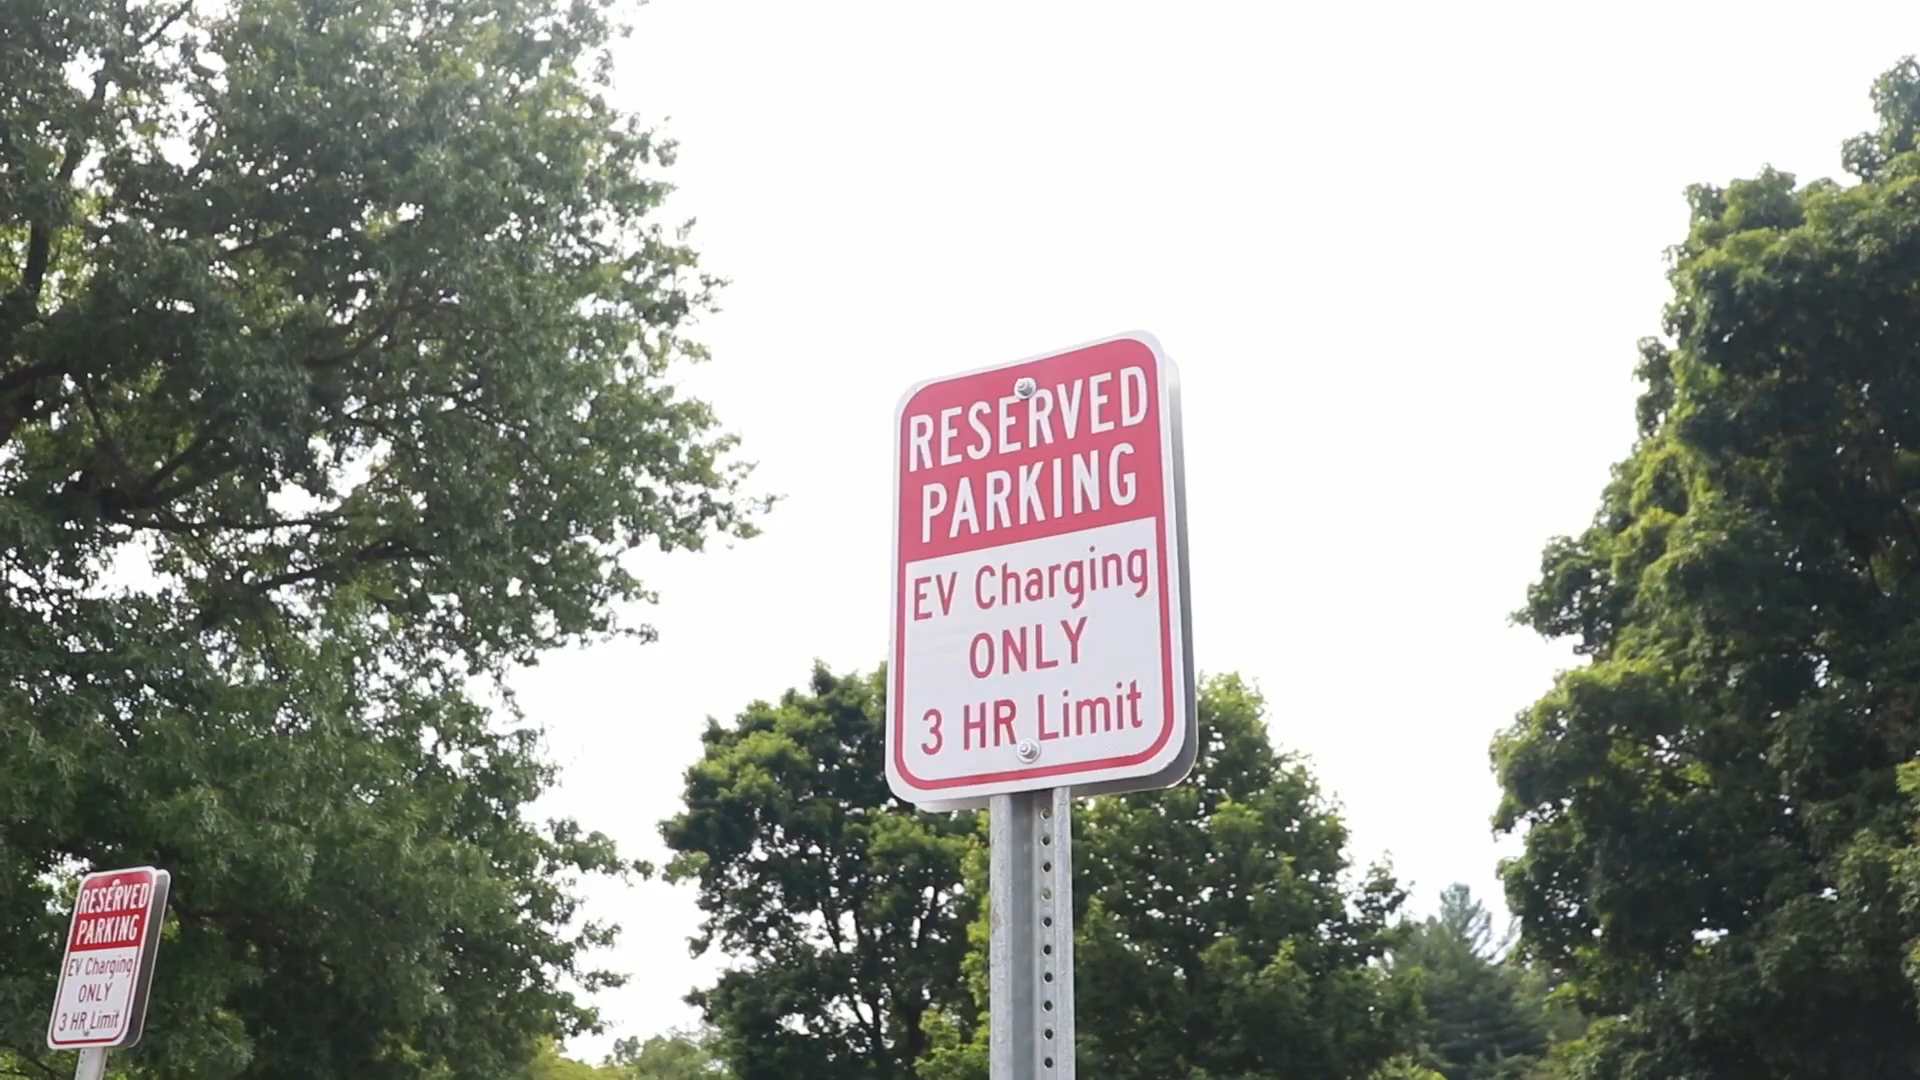 RESERVED
PARKING
EV Charging
ONLY
3 HR Limit
RESERVED
PARKING
EV Charging
ONLY
3 HR Limit